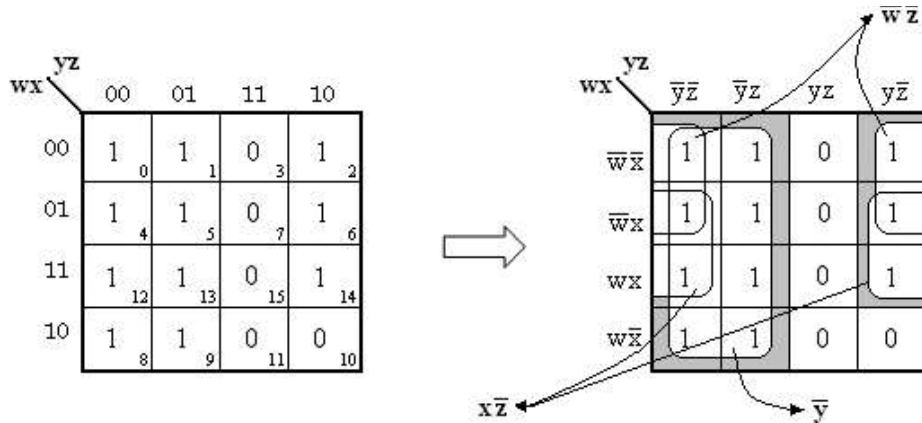 w̅ z̅
yz
wx
00 01 11 10
00 1 0 1 1 0 3 1 2
01 1 4 1 5 0 7 1 6
11 1 12 1 13 0 15 1 14
10 1 8 1 9 0 11 0 10
yz
wx
y̅z̅ y̅z yz yz̅
w̅x̅ 1 1 0 1
w̅x 1 1 0 1
wx 1 1 0 1
wx̅ 1 1 0 0
xz̅
y̅